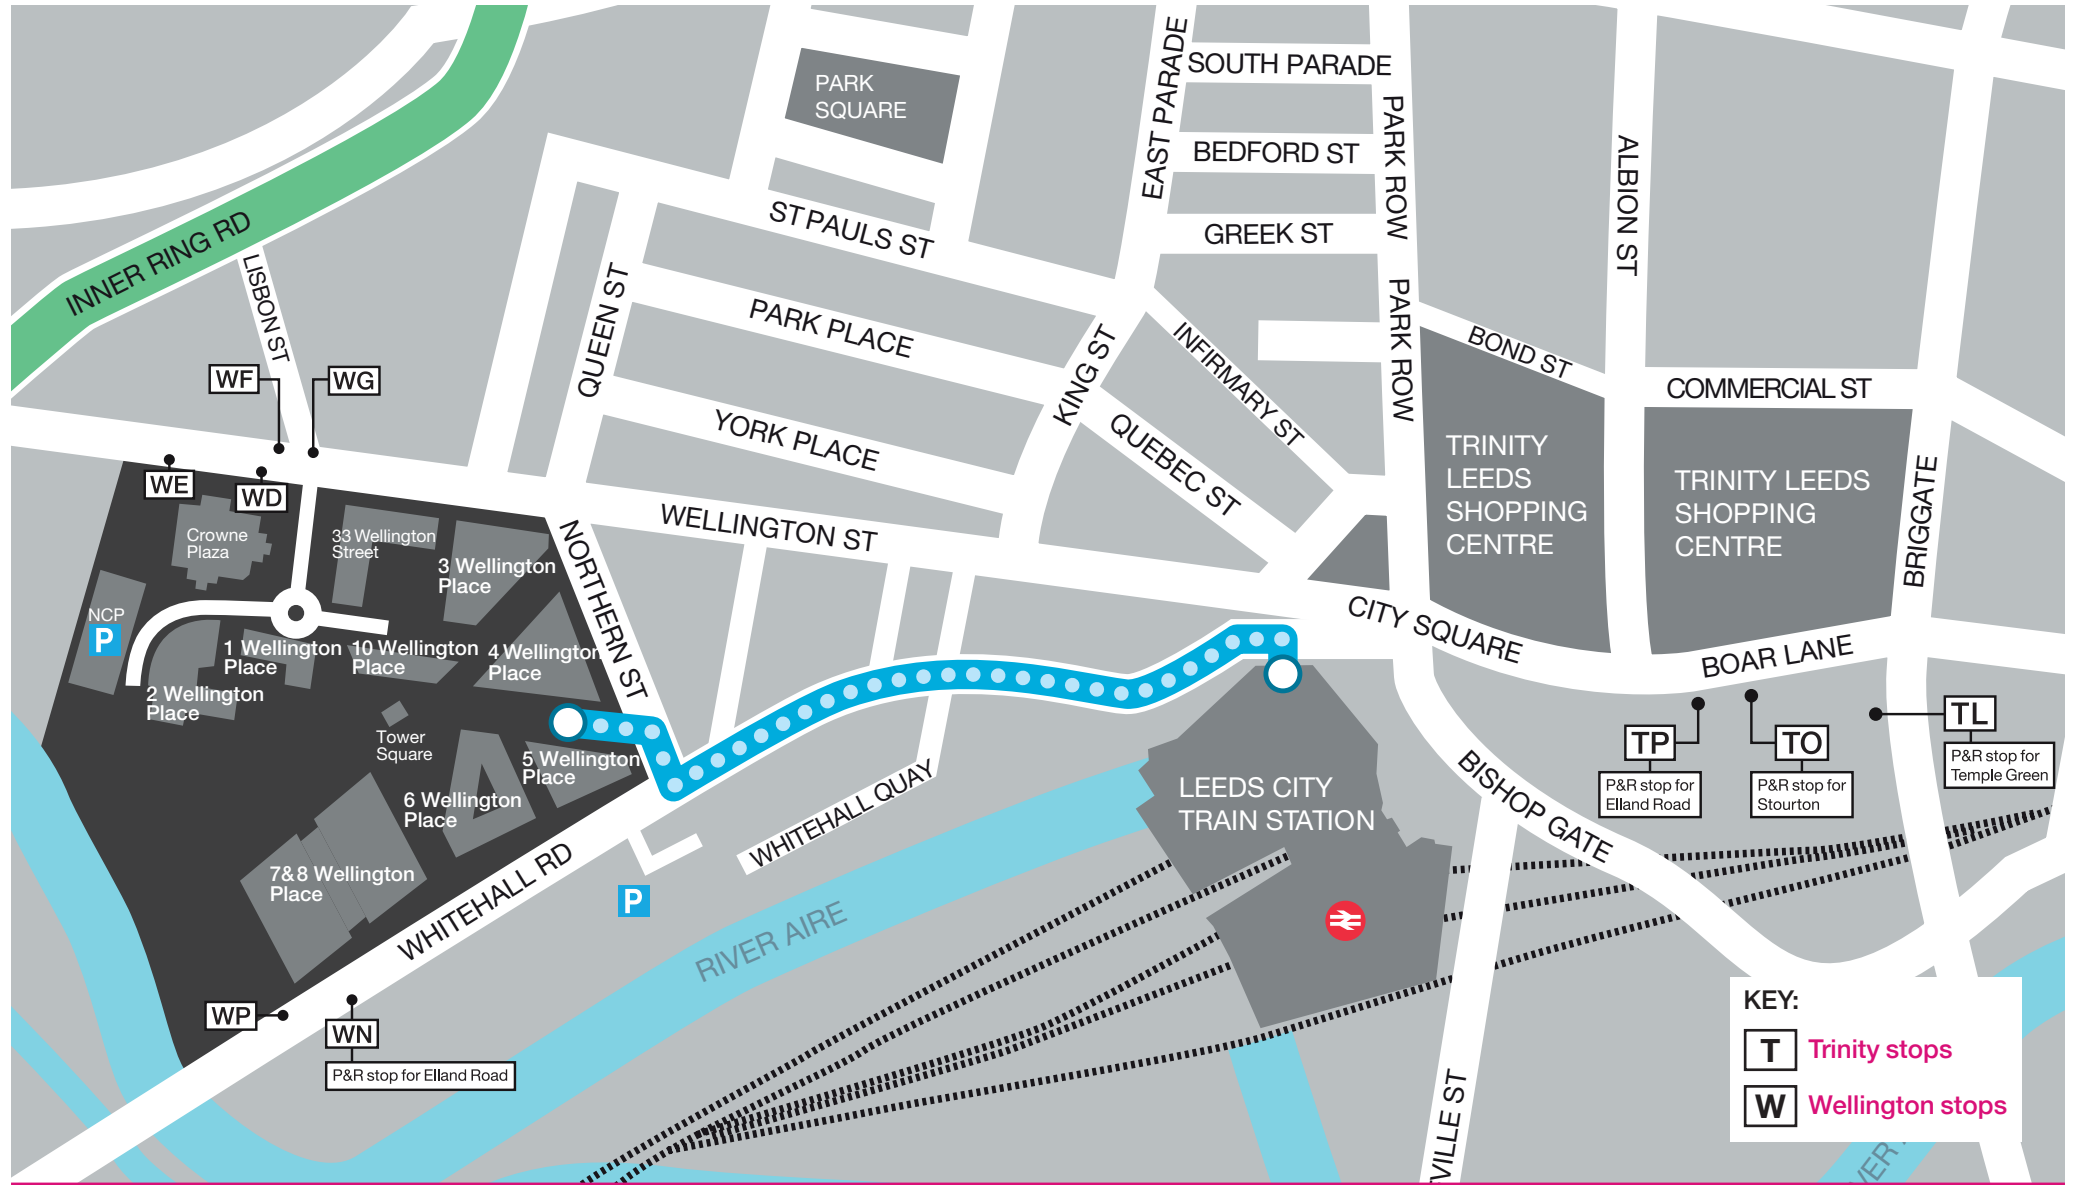 PARK
SQUARE
EAST PARADE
SOUTH PARADE
PARK ROW
BEDFORD ST
ALBION ST
GREEK ST
ST PAULS ST
INNER RING RD
LISBON ST
QUEEN ST
PARK PLACE
KING ST
INFIRMARY ST
PARK ROW
BOND ST
COMMERCIAL ST
WF
WG
YORK PLACE
QUEBEC ST
TRINITY
LEEDS
SHOPPING
CENTRE
TRINITY LEEDS
SHOPPING
CENTRE
BRIGGATE
WE
WD
WELLINGTON ST
NORTHERN ST
Crowne
Plaza
33 Wellington
Street
3 Wellington
Place
NCP
P
1 Wellington
Place
10 Wellington
Place
4 Wellington
Place
2 Wellington
Place
CITY SQUARE
BOAR LANE
Tower
Square
5 Wellington
Place
6 Wellington
Place
7&8 Wellington
Place
WHITEHALL QUAY
LEEDS CITY
TRAIN STATION
BISHOP GATE
TP
P&R stop for
Elland Road
TO
P&R stop for
Stourton
TL
P&R stop for
Temple Green
WHITEHALL RD
P
RIVER AIRE
WP
WN
P&R stop for Elland Road
VILLE ST
KEY:
T
Trinity stops
W
Wellington stops